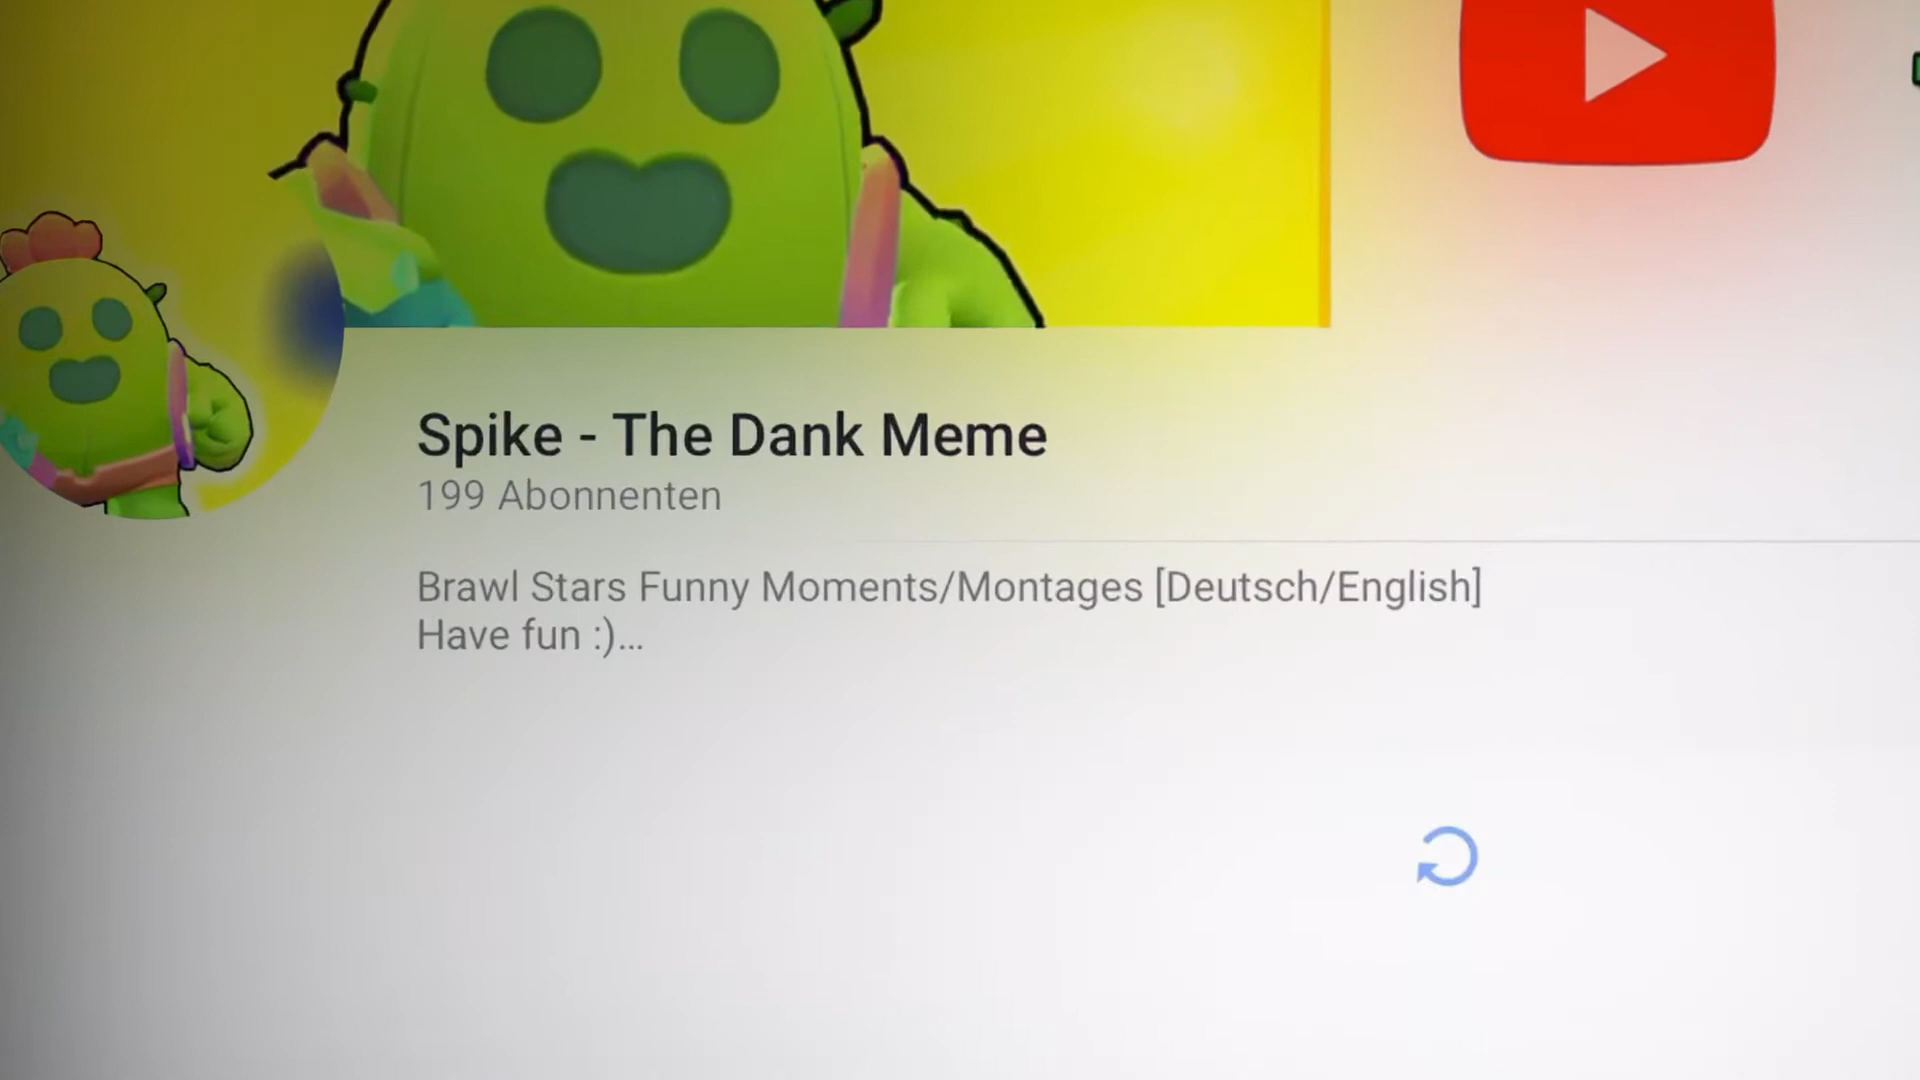 Spike - The Dank Meme
199 Abonnenten
Brawl Stars Funny Moments/Montages [Deutsch/English]
Have fun :)...